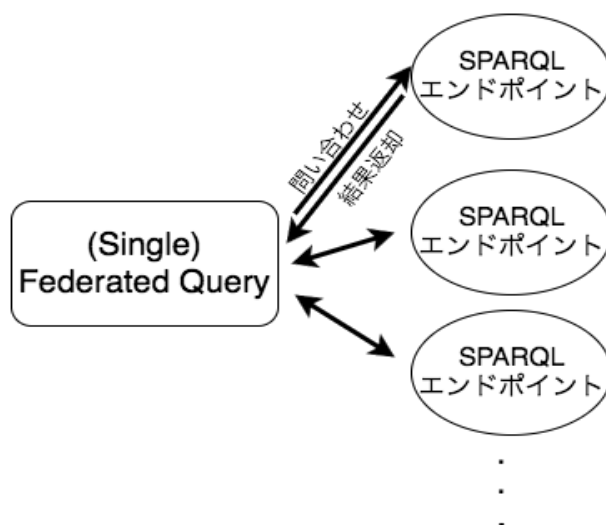 SPARQL
エンドポイント
問い合わせ
結果返却
(Single)
Federated Query
SPARQL
エンドポイント
SPARQL
エンドポイント